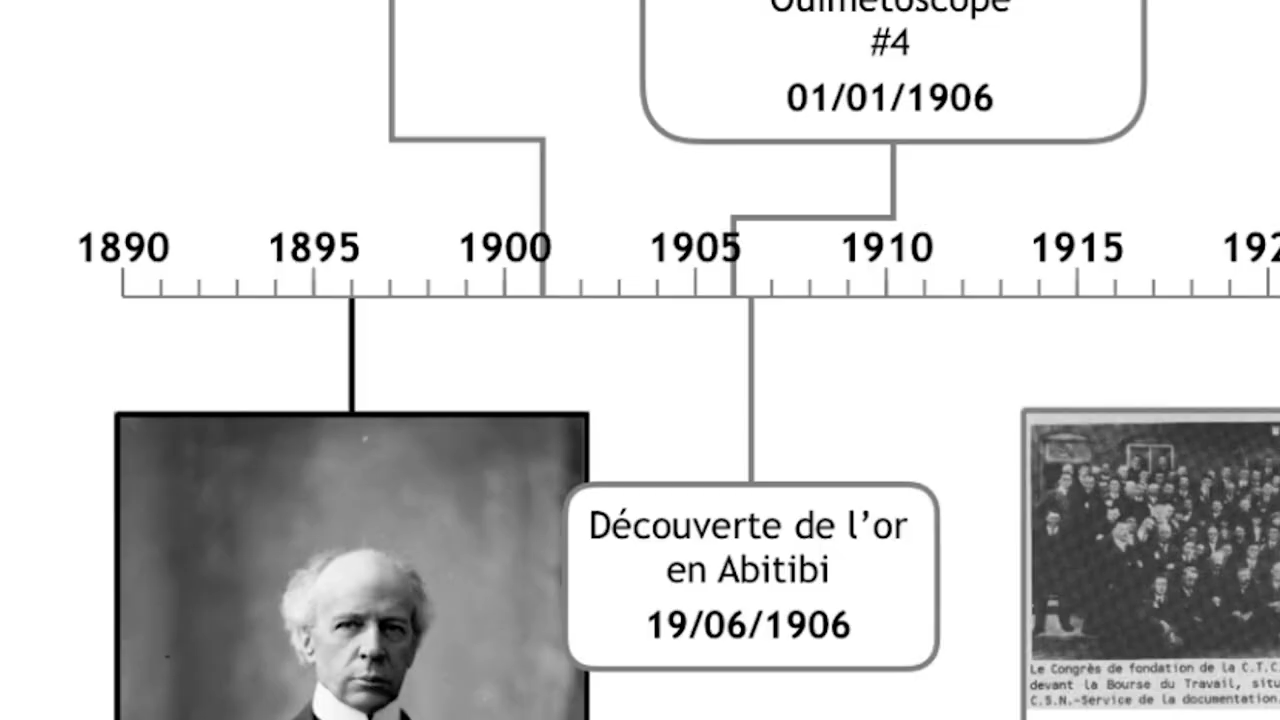 Ouimetoscope
#4
01/01/1906
1890 1895 1900 1905 1910 1915
Découverte de l’or
en Abitibi
19/06/1906
Le Congrès de fondation de la C.T.C.
devant la Bourse du Travail, situ
C.S.N.-Service de la documentation.